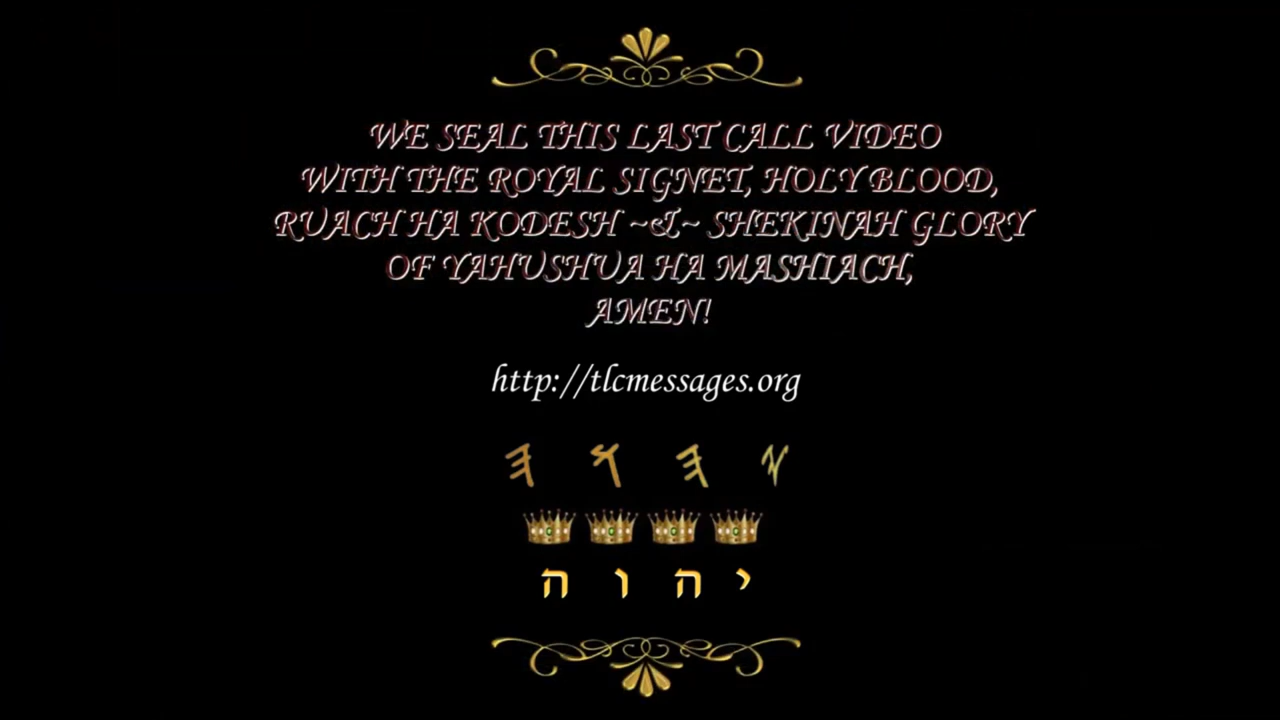 WE SEAL THIS LAST CALL VIDEO
WITH THE ROYAL SIGNET, HOLY BLOOD,
RUACH HA KODESH ~&~ SHEKINAH GLORY
OF YAHUSHUA HA MASHIACH,
AMEN!
http://tlcmessages.org
𐤉𐤄𐤅𐤄
י ה ו ה